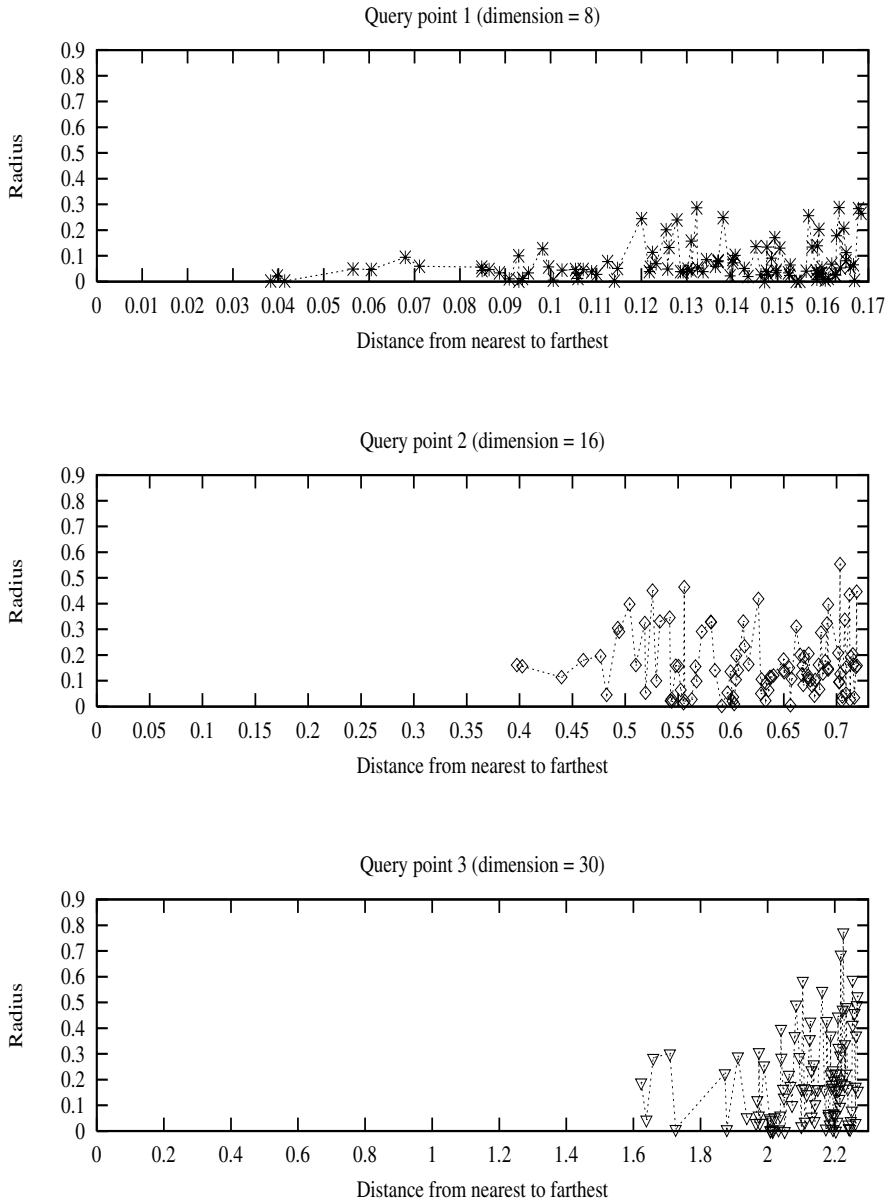 Query point 1 (dimension = 8)
0.9
0.8
0.7
0.6
0.5
0.4
0.3
0.2
0.1
0
Radius
0 0.01 0.02 0.03 0.04 0.05 0.06 0.07 0.08 0.09 0.1 0.11 0.12 0.13 0.14 0.15 0.16 0.17
Distance from nearest to farthest
Query point 2 (dimension = 16)
0.9
0.8
0.7
0.6
0.5
0.4
0.3
0.2
0.1
0
Radius
0 0.05 0.1 0.15 0.2 0.25 0.3 0.35 0.4 0.45 0.5 0.55 0.6 0.65 0.7
Distance from nearest to farthest
Query point 3 (dimension = 30)
0.9
0.8
0.7
0.6
0.5
0.4
0.3
0.2
0.1
0
Radius
0 0.2 0.4 0.6 0.8 1 1.2 1.4 1.6 1.8 2 2.2
Distance from nearest to farthest